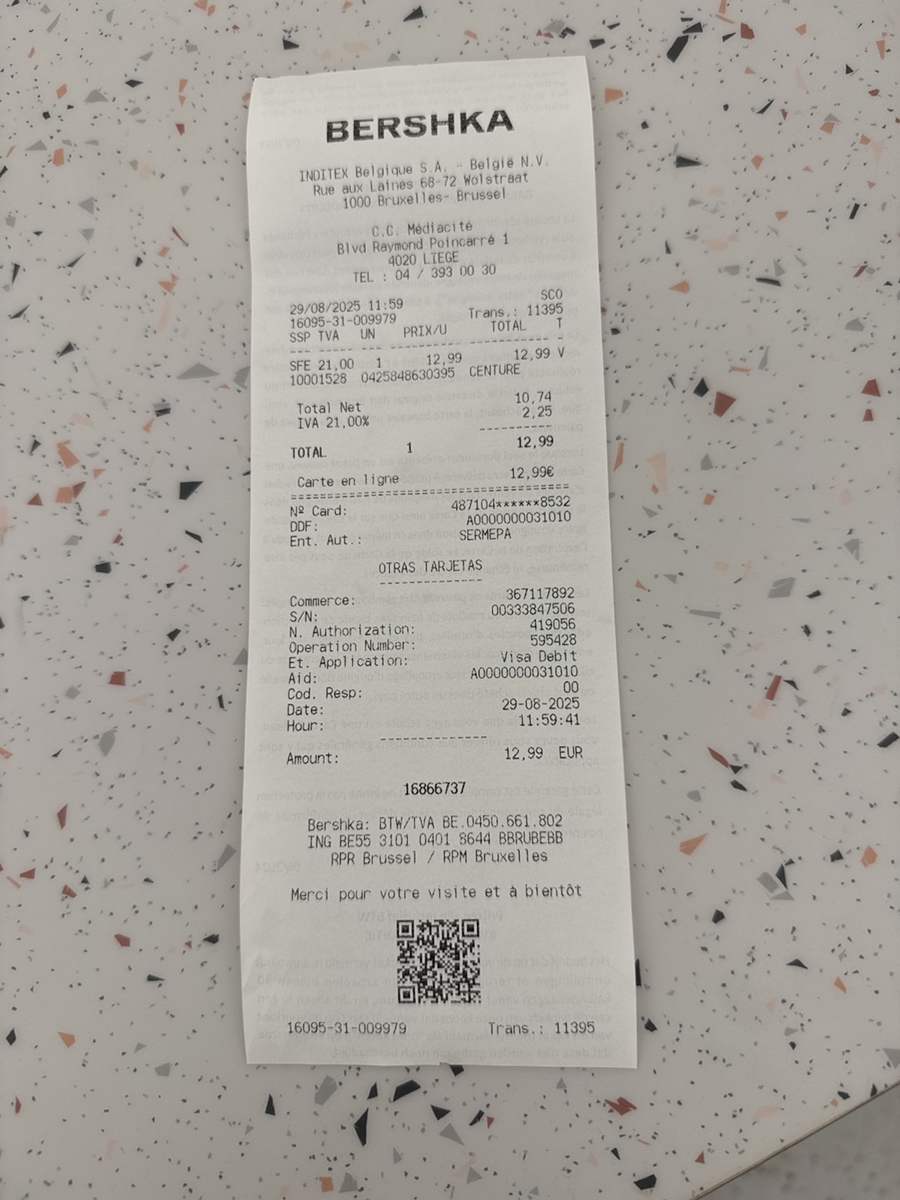 BERSHKA
INDITEX Belgique S.A. - België N.V.
Rue aux Laines 68-72 Wolstraat
1000 Bruxelles- Brussel
C.C. Médiacité
Blvd Raymond Poincarré 1
4020 LIEGE
TEL : 04 / 393 00 30
29/08/2025 11:59 SCO
16095-31-009979 Trans.: 11395
SSP TVA UN PRIX/U TOTAL T
--- ----- --- ---------- ---------- -
SFE 21,00 1 12,99 12,99 V
10001528 0425848630395 CENTURE
Total Net 10,74
IVA 21,00% 2,25
----------
TOTAL 1 12,99
Carte en ligne 12,99€
========================================
Nº Card: 487104******8532
DDF: A0000000031010
Ent. Aut.: SERMEPA
OTRAS TARJETAS
--------------
Commerce: 367117892
S/N: 00333847506
N. Authorization: 419056
Operation Number: 595428
Et. Application: Visa Debit
Aid: A0000000031010
Cod. Resp: 00
Date: 29-08-2025
Hour: 11:59:41
--------------
Amount: 12,99 EUR
16866737
Bershka: BTW/TVA BE.0450.661.802
ING BE55 3101 0401 8644 BBRUBEBB
RPR Brussel / RPM Bruxelles
Merci pour votre visite et à bientôt
16095-31-009979 Trans.: 11395